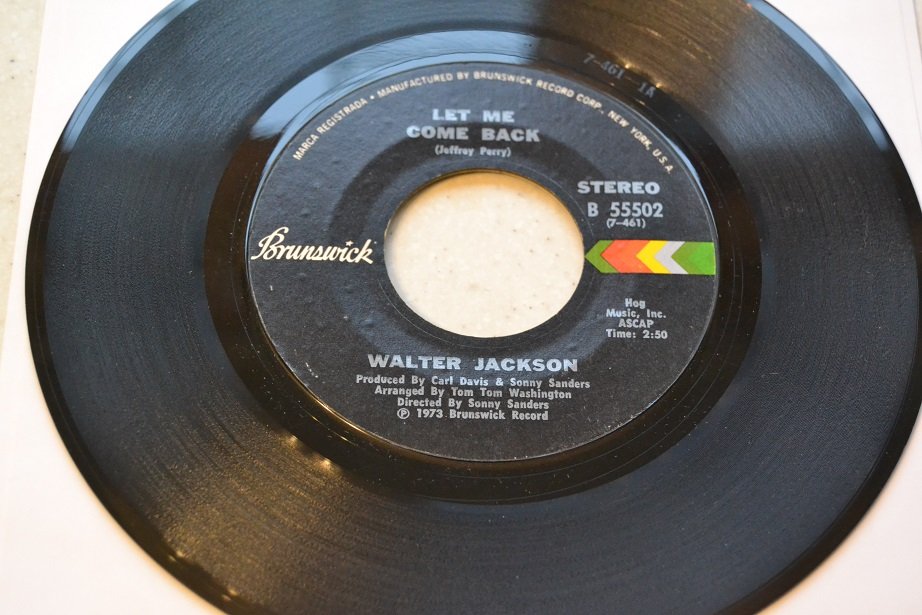 7-461 1A
MARCA REGISTRADA • MANUFACTURED BY BRUNSWICK RECORD CORP., NEW YORK, U.S.A.
LET ME
COME BACK
(Jeffrey Perry)
STEREO
B 55502
(7-461)
Brunswick
Hog
Music, Inc.
ASCAP
Time: 2:50
WALTER JACKSON
Produced By Carl Davis & Sonny Sanders
Arranged By Tom Tom Washington
Directed By Sonny Sanders
℗ 1973 Brunswick Record